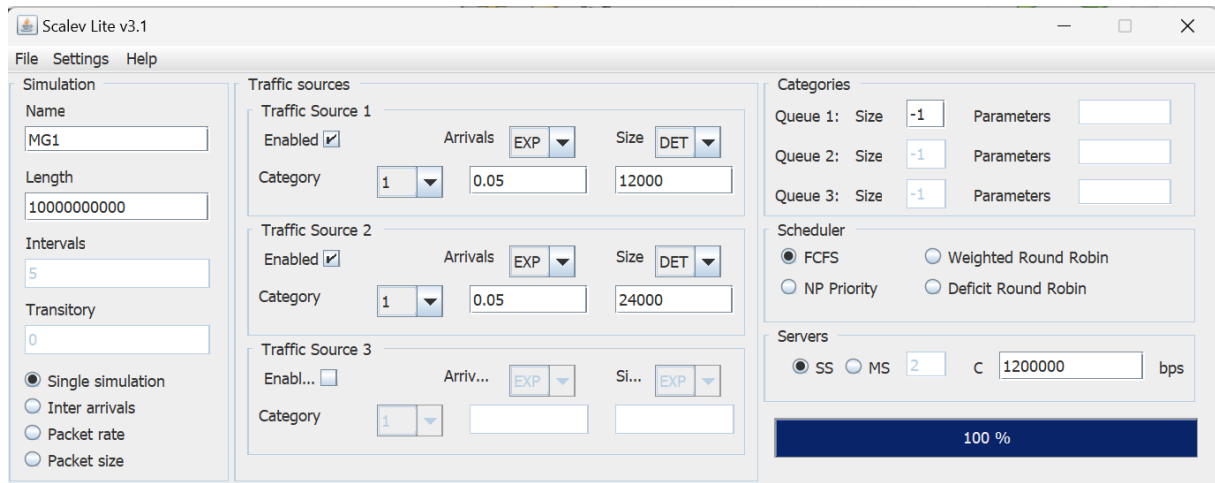 Scalev Lite v3.1
File Settings Help
Simulation
Name
MG1
Length
10000000000
Intervals
5
Transitory
0
Single simulation
Inter arrivals
Packet rate
Packet size
Traffic sources
Traffic Source 1
Enabled Arrivals EXP Size DET
Category 1 0.05 12000
Traffic Source 2
Enabled Arrivals EXP Size DET
Category 1 0.05 24000
Traffic Source 3
Enabl... Arriv... EXP Si... EXP
Category 1
Categories
Queue 1: Size -1 Parameters
Queue 2: Size -1 Parameters
Queue 3: Size -1 Parameters
Scheduler
FCFS Weighted Round Robin
NP Priority Deficit Round Robin
Servers
SS MS 2 C 1200000 bps
100 %